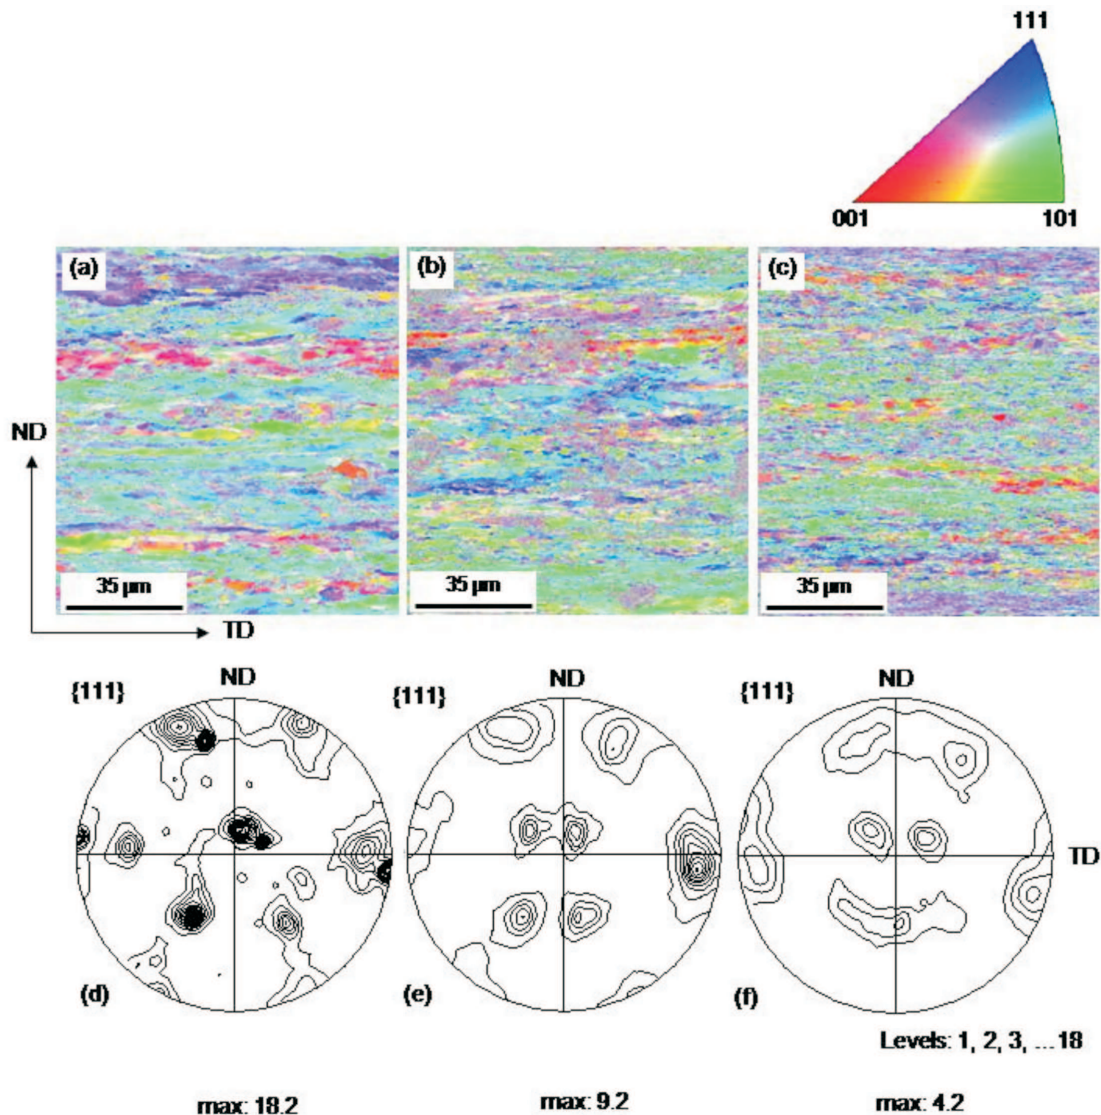 111
001 101
(a) (b) (c)
ND
35 µm 35 µm 35 µm
TD
{111} ND {111} ND {111} ND
TD
(d) (e) (f)
Levels: 1, 2, 3, ... 18
max: 18.2 max: 9.2 max: 4.2